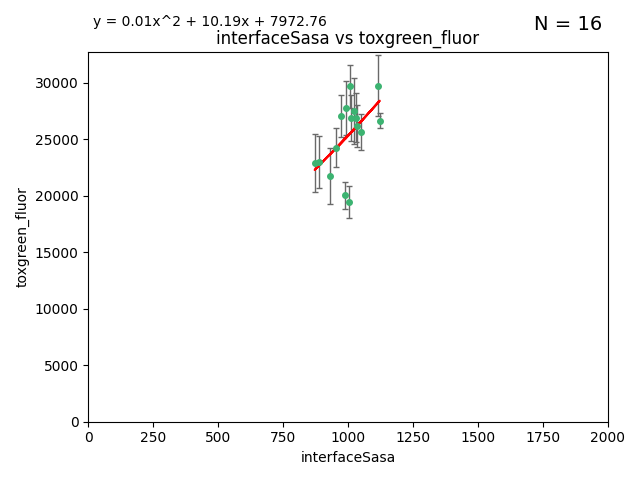 y = 0.01x^2 + 10.19x + 7972.76
N = 16
interfaceSasa vs toxgreen_fluor
30000
25000
20000
15000
10000
5000
0
toxgreen_fluor
0 250 500 750 1000 1250 1500 1750 2000
interfaceSasa